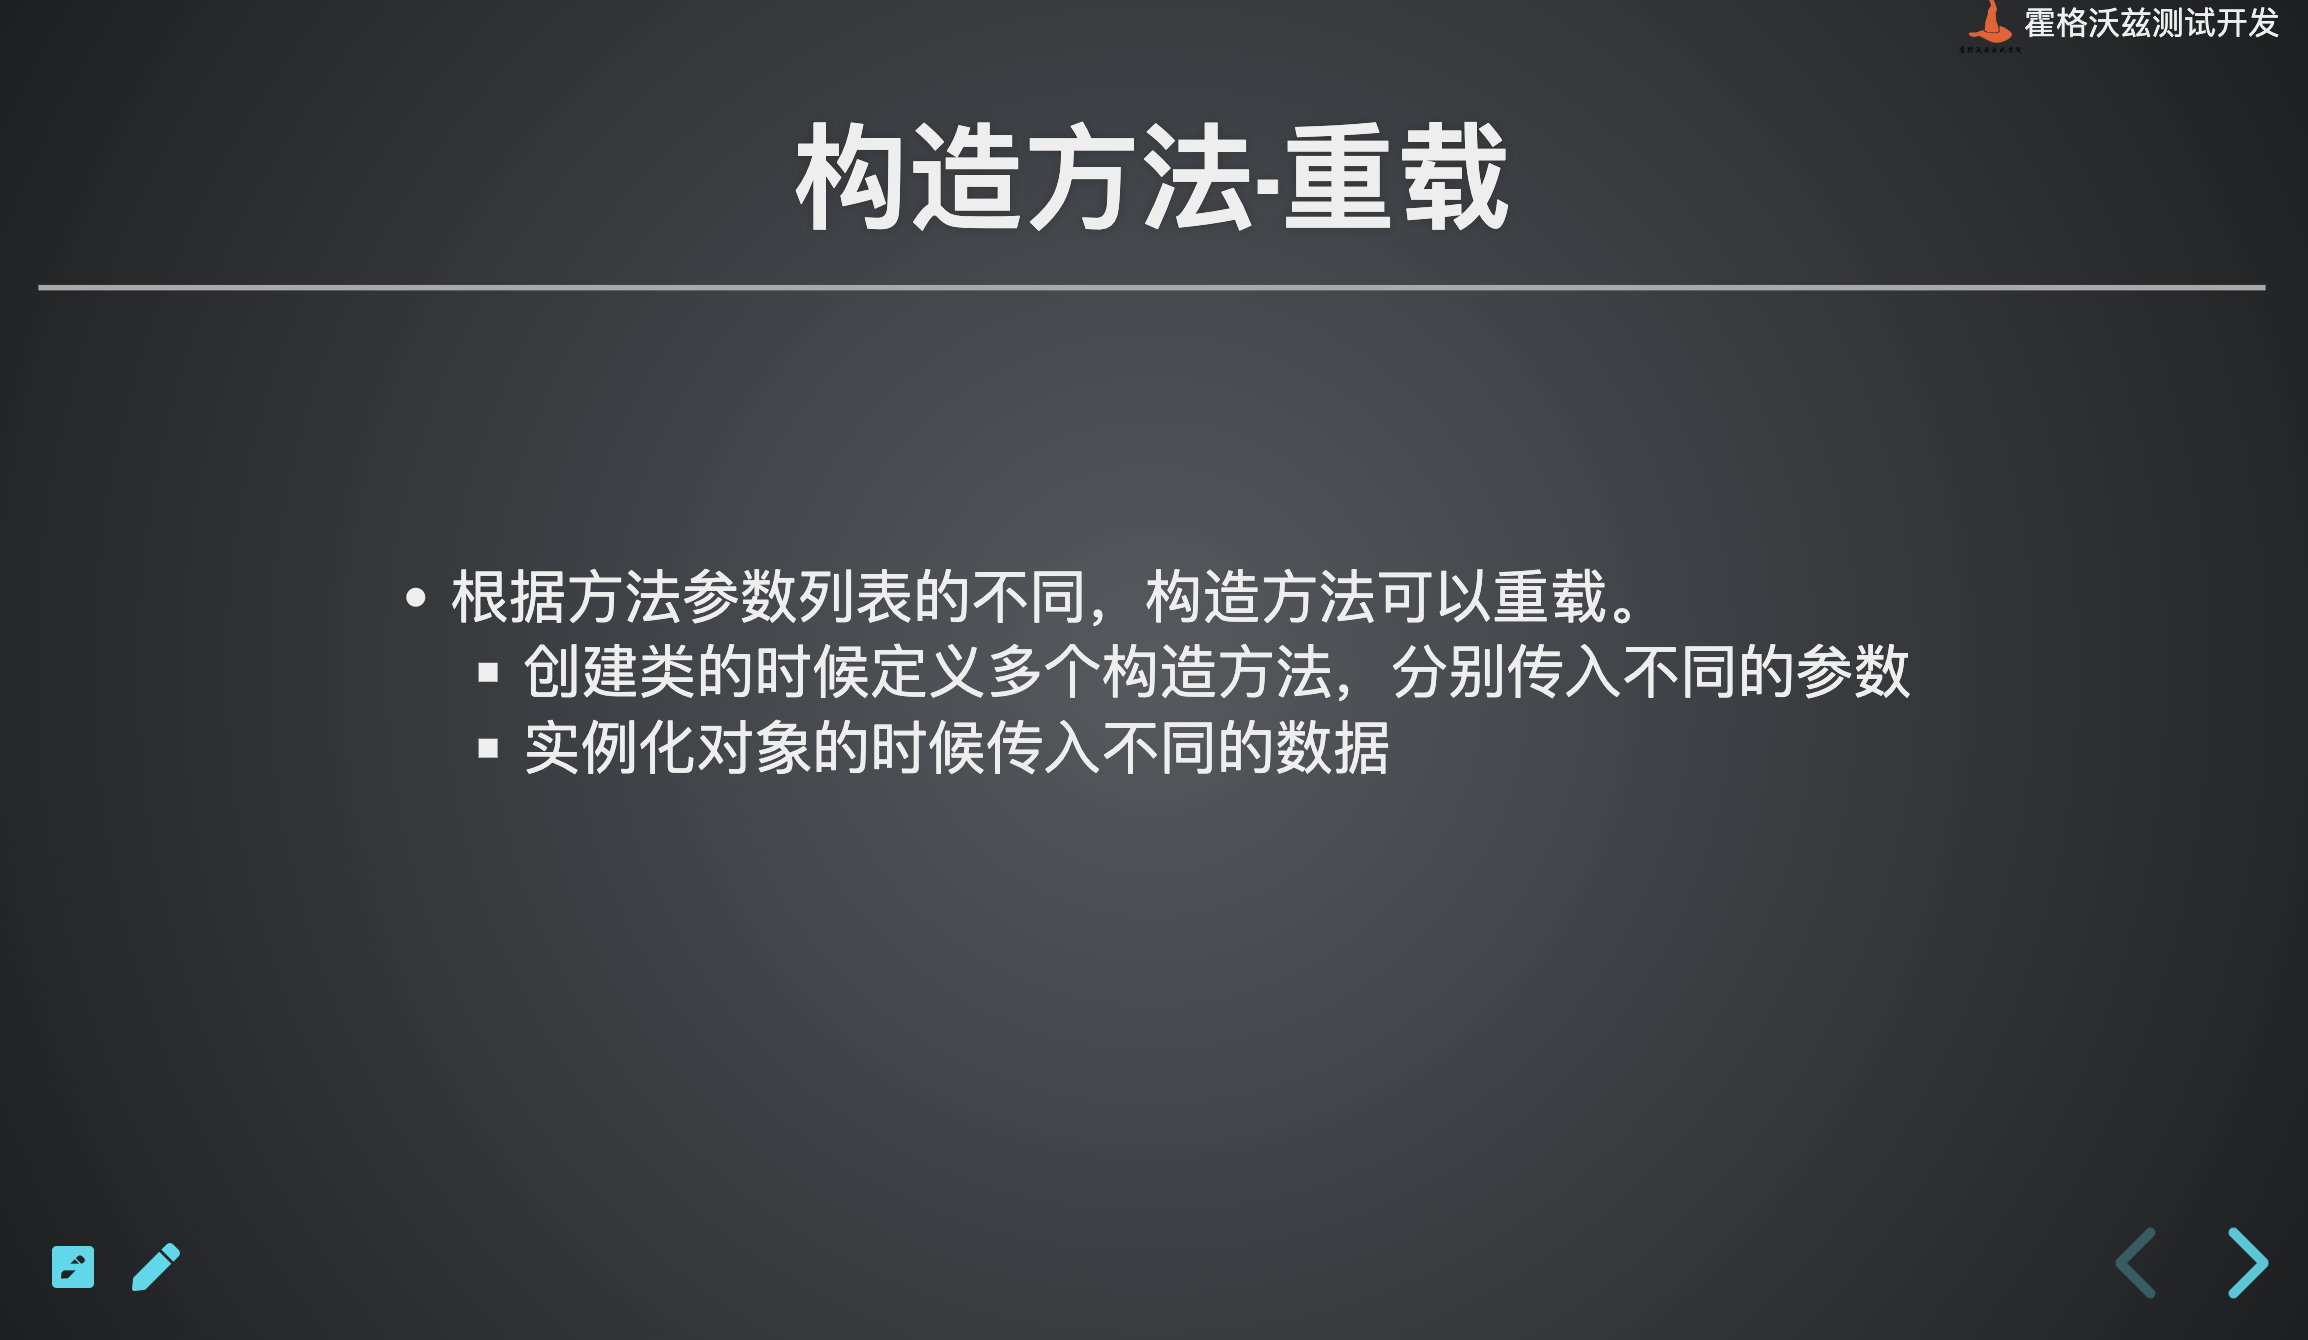 霍格沃兹测试开发
构造方法-重载
根据方法参数列表的不同，构造方法可以重载。
创建类的时候定义多个构造方法，分别传入不同的参数
实例化对象的时候传入不同的数据